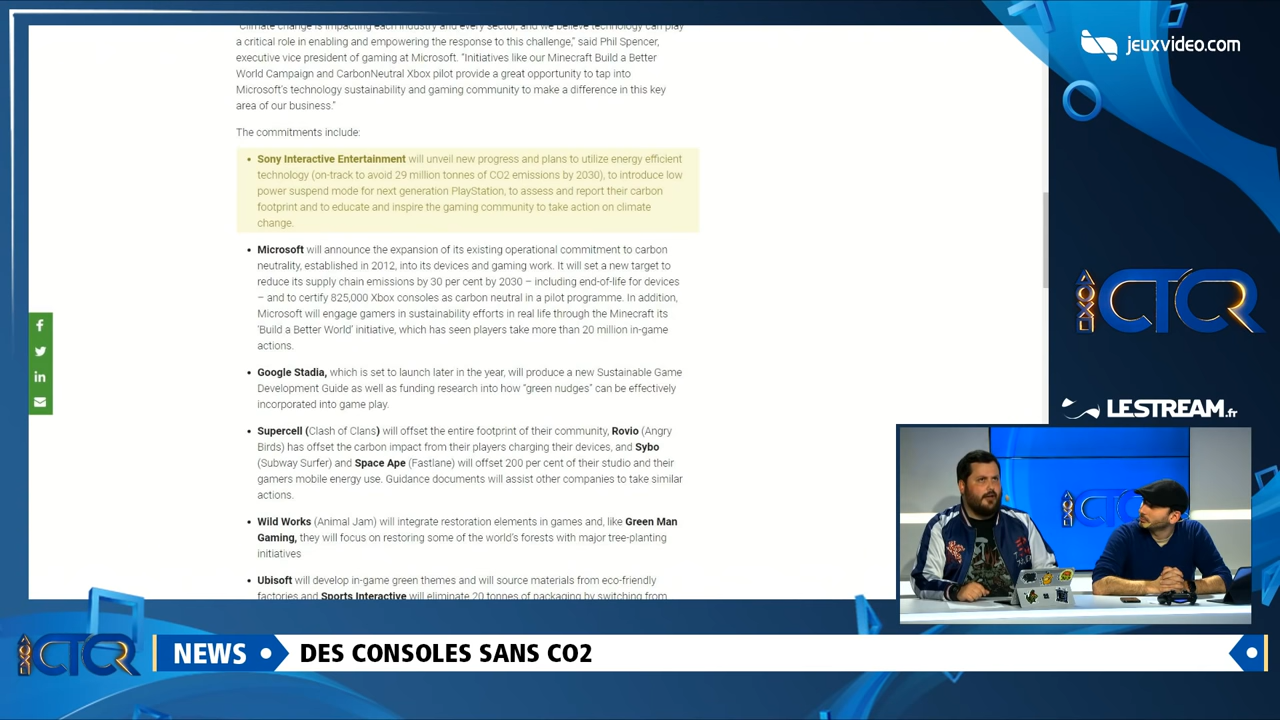 "Climate change is impacting each industry and every sector, and we believe technology can play
a critical role in enabling and empowering the response to this challenge," said Phil Spencer,
executive vice president of gaming at Microsoft. "Initiatives like our Minecraft Build a Better
World Campaign and CarbonNeutral Xbox pilot provide a great opportunity to tap into
Microsoft's technology sustainability and gaming community to make a difference in this key
area of our business."
The commitments include:
• Sony Interactive Entertainment will unveil new progress and plans to utilize energy efficient
technology (on-track to avoid 29 million tonnes of CO2 emissions by 2030), to introduce low
power suspend mode for next generation PlayStation, to assess and report their carbon
footprint and to educate and inspire the gaming community to take action on climate
change.
• Microsoft will announce the expansion of its existing operational commitment to carbon
neutrality, established in 2012, into its devices and gaming work. It will set a new target to
reduce its supply chain emissions by 30 per cent by 2030 – including end-of-life for devices
– and to certify 825,000 Xbox consoles as carbon neutral in a pilot programme. In addition,
Microsoft will engage gamers in sustainability efforts in real life through the Minecraft its
'Build a Better World' initiative, which has seen players take more than 20 million in-game
actions.
• Google Stadia, which is set to launch later in the year, will produce a new Sustainable Game
Development Guide as well as funding research into how "green nudges" can be effectively
incorporated into game play.
• Supercell (Clash of Clans) will offset the entire footprint of their community, Rovio (Angry
Birds) has offset the carbon impact from their players charging their devices, and Sybo
(Subway Surfer) and Space Ape (Fastlane) will offset 200 per cent of their studio and their
gamers mobile energy use. Guidance documents will assist other companies to take similar
actions.
• Wild Works (Animal Jam) will integrate restoration elements in games and, like Green Man
Gaming, they will focus on restoring some of the world's forests with major tree-planting
initiatives
• Ubisoft will develop in-game green themes and will source materials from eco-friendly
factories and Sports Interactive will eliminate 20 tonnes of packaging by switching from
jeuxvideo.com
CTCR
LESTREAM.fr
CTCR
NEWS
DES CONSOLES SANS CO2